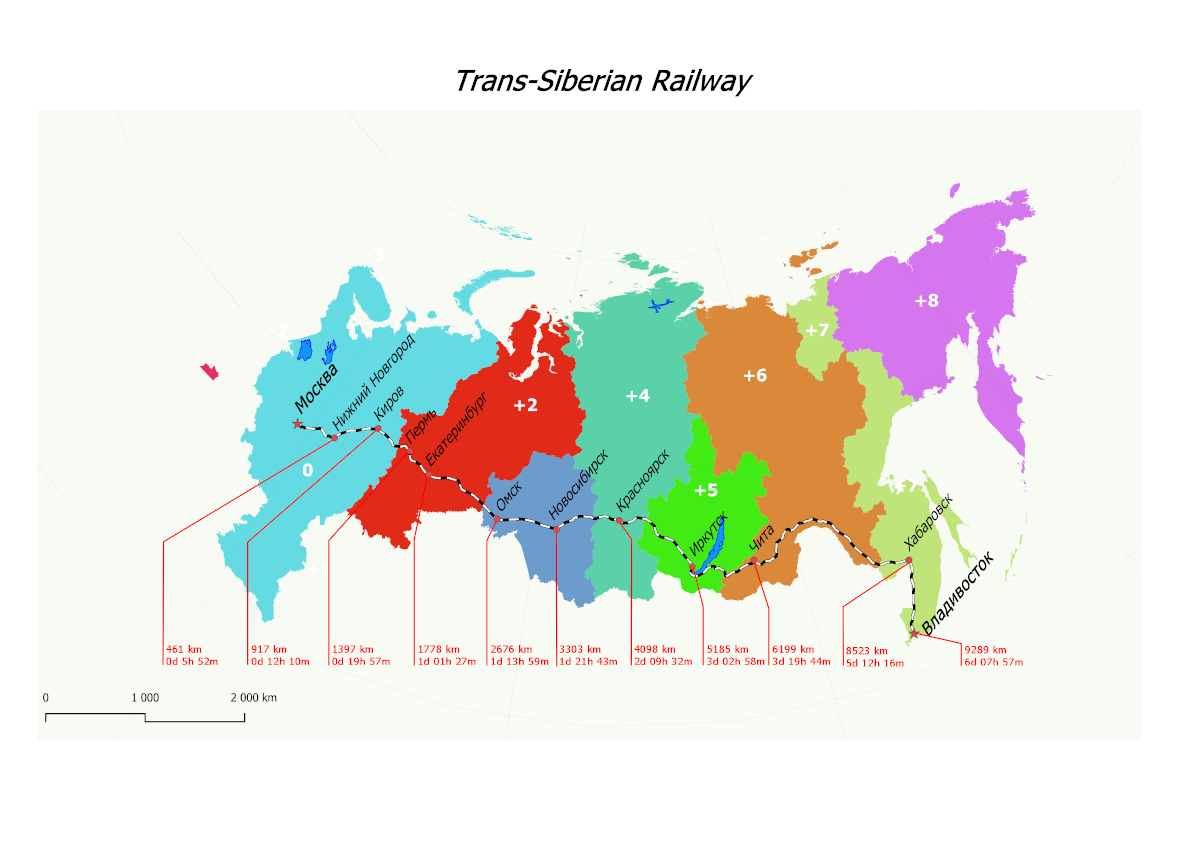 Trans-Siberian Railway
-3
-2
+8
+7
+6
+4
+2
0
+5
+7
Москва
Нижний Новгород
Киров
Пермь
Екатеринбург
Омск
Новосибирск
Красноярск
Иркутск
Чита
Хабаровск
Владивосток
461 km
0d 5h 52m
917 km
0d 12h 10m
1397 km
0d 19h 57m
1778 km
1d 01h 27m
2676 km
1d 13h 59m
3303 km
1d 21h 43m
4098 km
2d 09h 32m
5185 km
3d 02h 58m
6199 km
3d 19h 44m
8523 km
5d 12h 16m
9289 km
6d 07h 57m
0 1 000 2 000 km